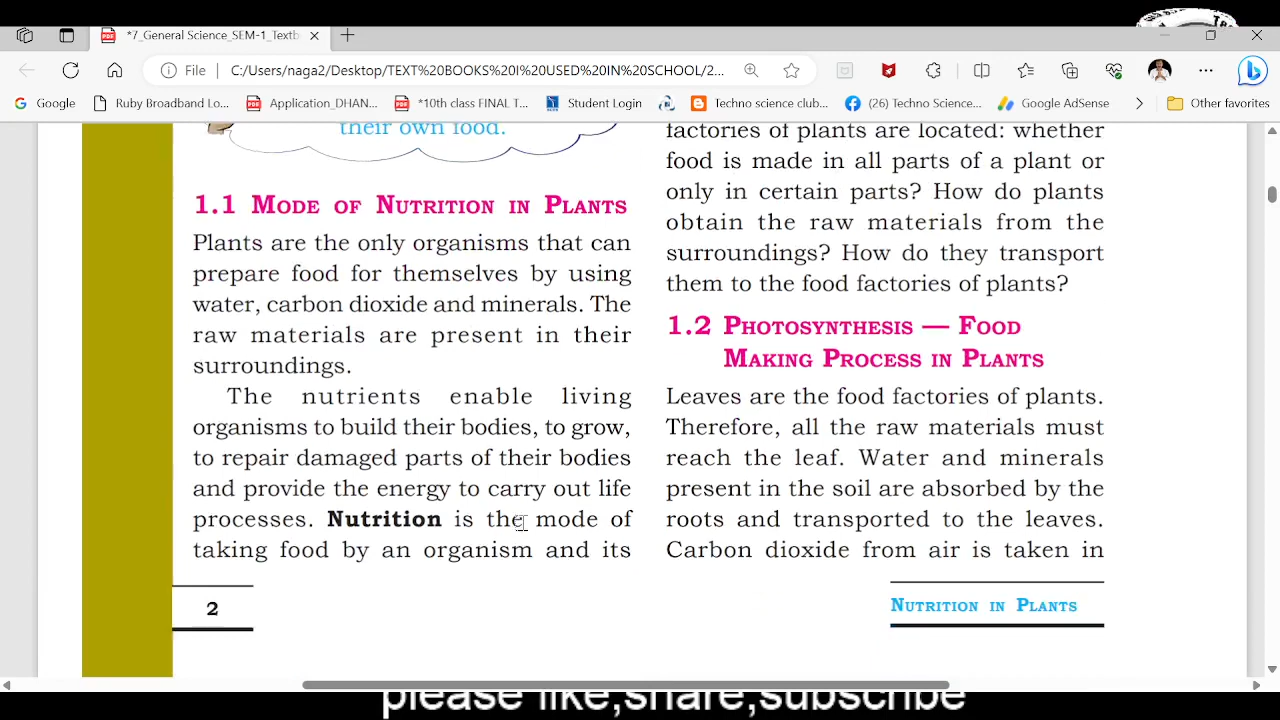 *7_General Science_SEM-1_Textb
File
C:/Users/naga2/Desktop/TEXT%20BOOKS%20I%20USED%20IN%20SCHOOL/2...
Google
Ruby Broadband Lo...
Application_DHAN...
*10th class FINAL T...
Student Login
Techno science club...
(26) Techno Science...
Google AdSense
Other favorites
their own food.
1.1 Mode of Nutrition in Plants
Plants are the only organisms that can
prepare food for themselves by using
water, carbon dioxide and minerals. The
raw materials are present in their
surroundings.
The nutrients enable living
organisms to build their bodies, to grow,
to repair damaged parts of their bodies
and provide the energy to carry out life
processes. Nutrition is the mode of
taking food by an organism and its
2
factories of plants are located: whether
food is made in all parts of a plant or
only in certain parts? How do plants
obtain the raw materials from the
surroundings? How do they transport
them to the food factories of plants?
1.2 Photosynthesis — Food
Making Process in Plants
Leaves are the food factories of plants.
Therefore, all the raw materials must
reach the leaf. Water and minerals
present in the soil are absorbed by the
roots and transported to the leaves.
Carbon dioxide from air is taken in
Nutrition in Plants
please like,share,subscribe